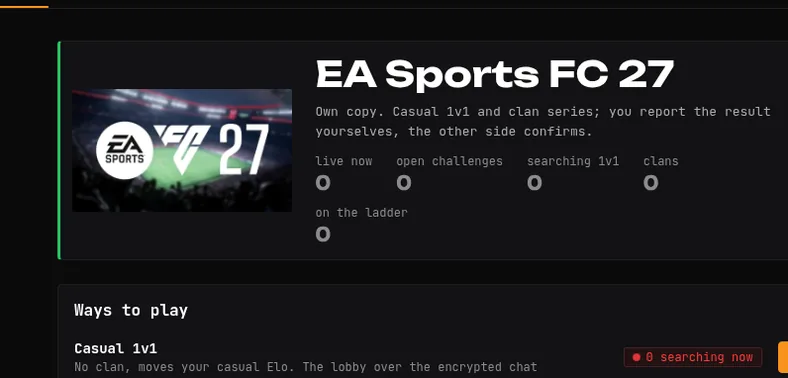 EA Sports FC 27
EA
SPORTS
FC 27
Own copy. Casual 1v1 and clan series; you report the result
yourselves, the other side confirms.
live now open challenges searching 1v1 clans
0 0 0 0
on the ladder
0
Ways to play
Casual 1v1
No clan, moves your casual Elo. The lobby over the encrypted chat
0 searching now